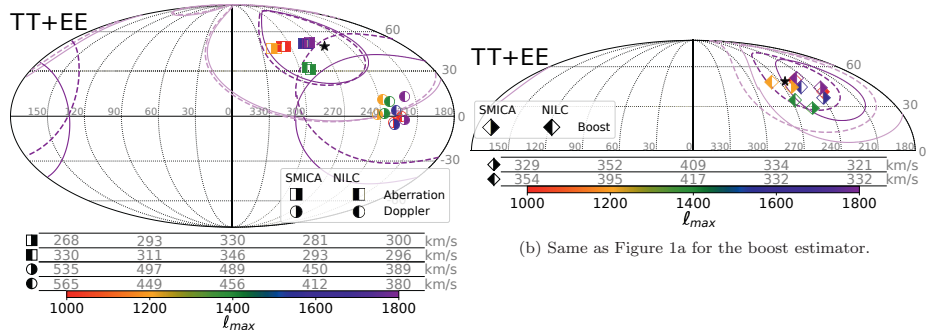 TT+EE
60
30
150 120 90 60 30 0 330 300 270 240 210 180
0
-30
SMICA NILC
Aberration
Doppler
268 293 330 281 300 km/s
330 311 346 293 296 km/s
535 497 489 450 389 km/s
565 449 456 412 380 km/s
1000 1200 1400 1600 1800
ℓmax
TT+EE
60
30
SMICA NILC
Boost
150 120 90 60 30 0 330 300 270 240 210 180
0
329 352 409 334 321 km/s
354 395 417 332 332 km/s
1000 1200 1400 1600 1800
ℓmax
(b) Same as Figure 1a for the boost estimator.